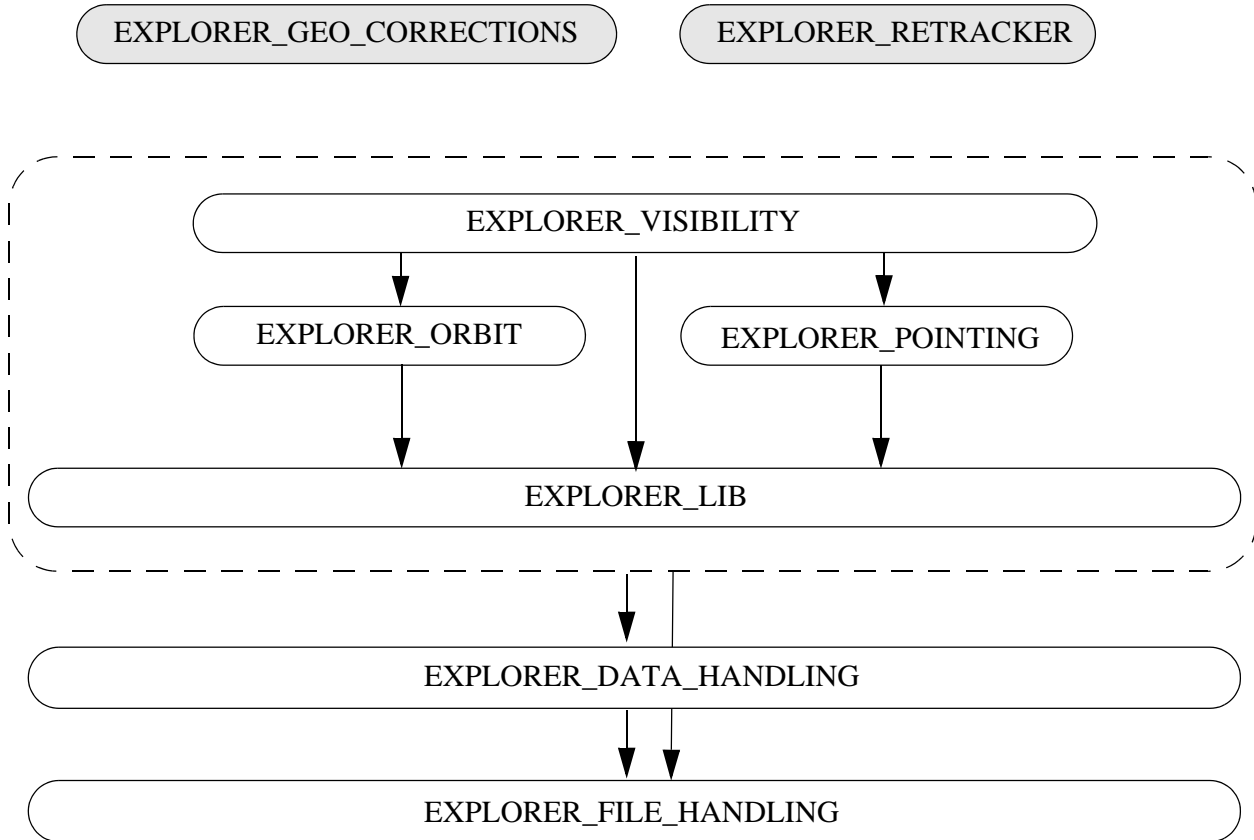 EXPLORER_GEO_CORRECTIONS
EXPLORER_RETRACKER
EXPLORER_VISIBILITY
EXPLORER_ORBIT
EXPLORER_POINTING
EXPLORER_LIB
EXPLORER_DATA_HANDLING
EXPLORER_FILE_HANDLING